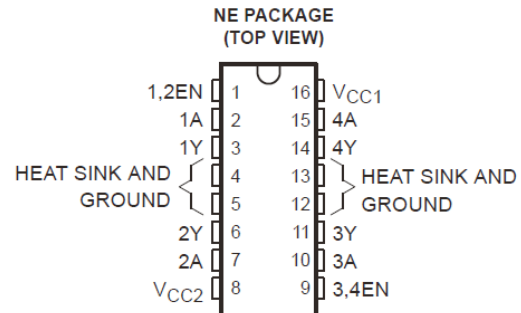 NE PACKAGE
(TOP VIEW)
1,2EN 1 16 VCC1
1A 2 15 4A
1Y 3 14 4Y
HEAT SINK AND 4 13 HEAT SINK AND
GROUND 5 12 GROUND
2Y 6 11 3Y
2A 7 10 3A
VCC2 8 9 3,4EN